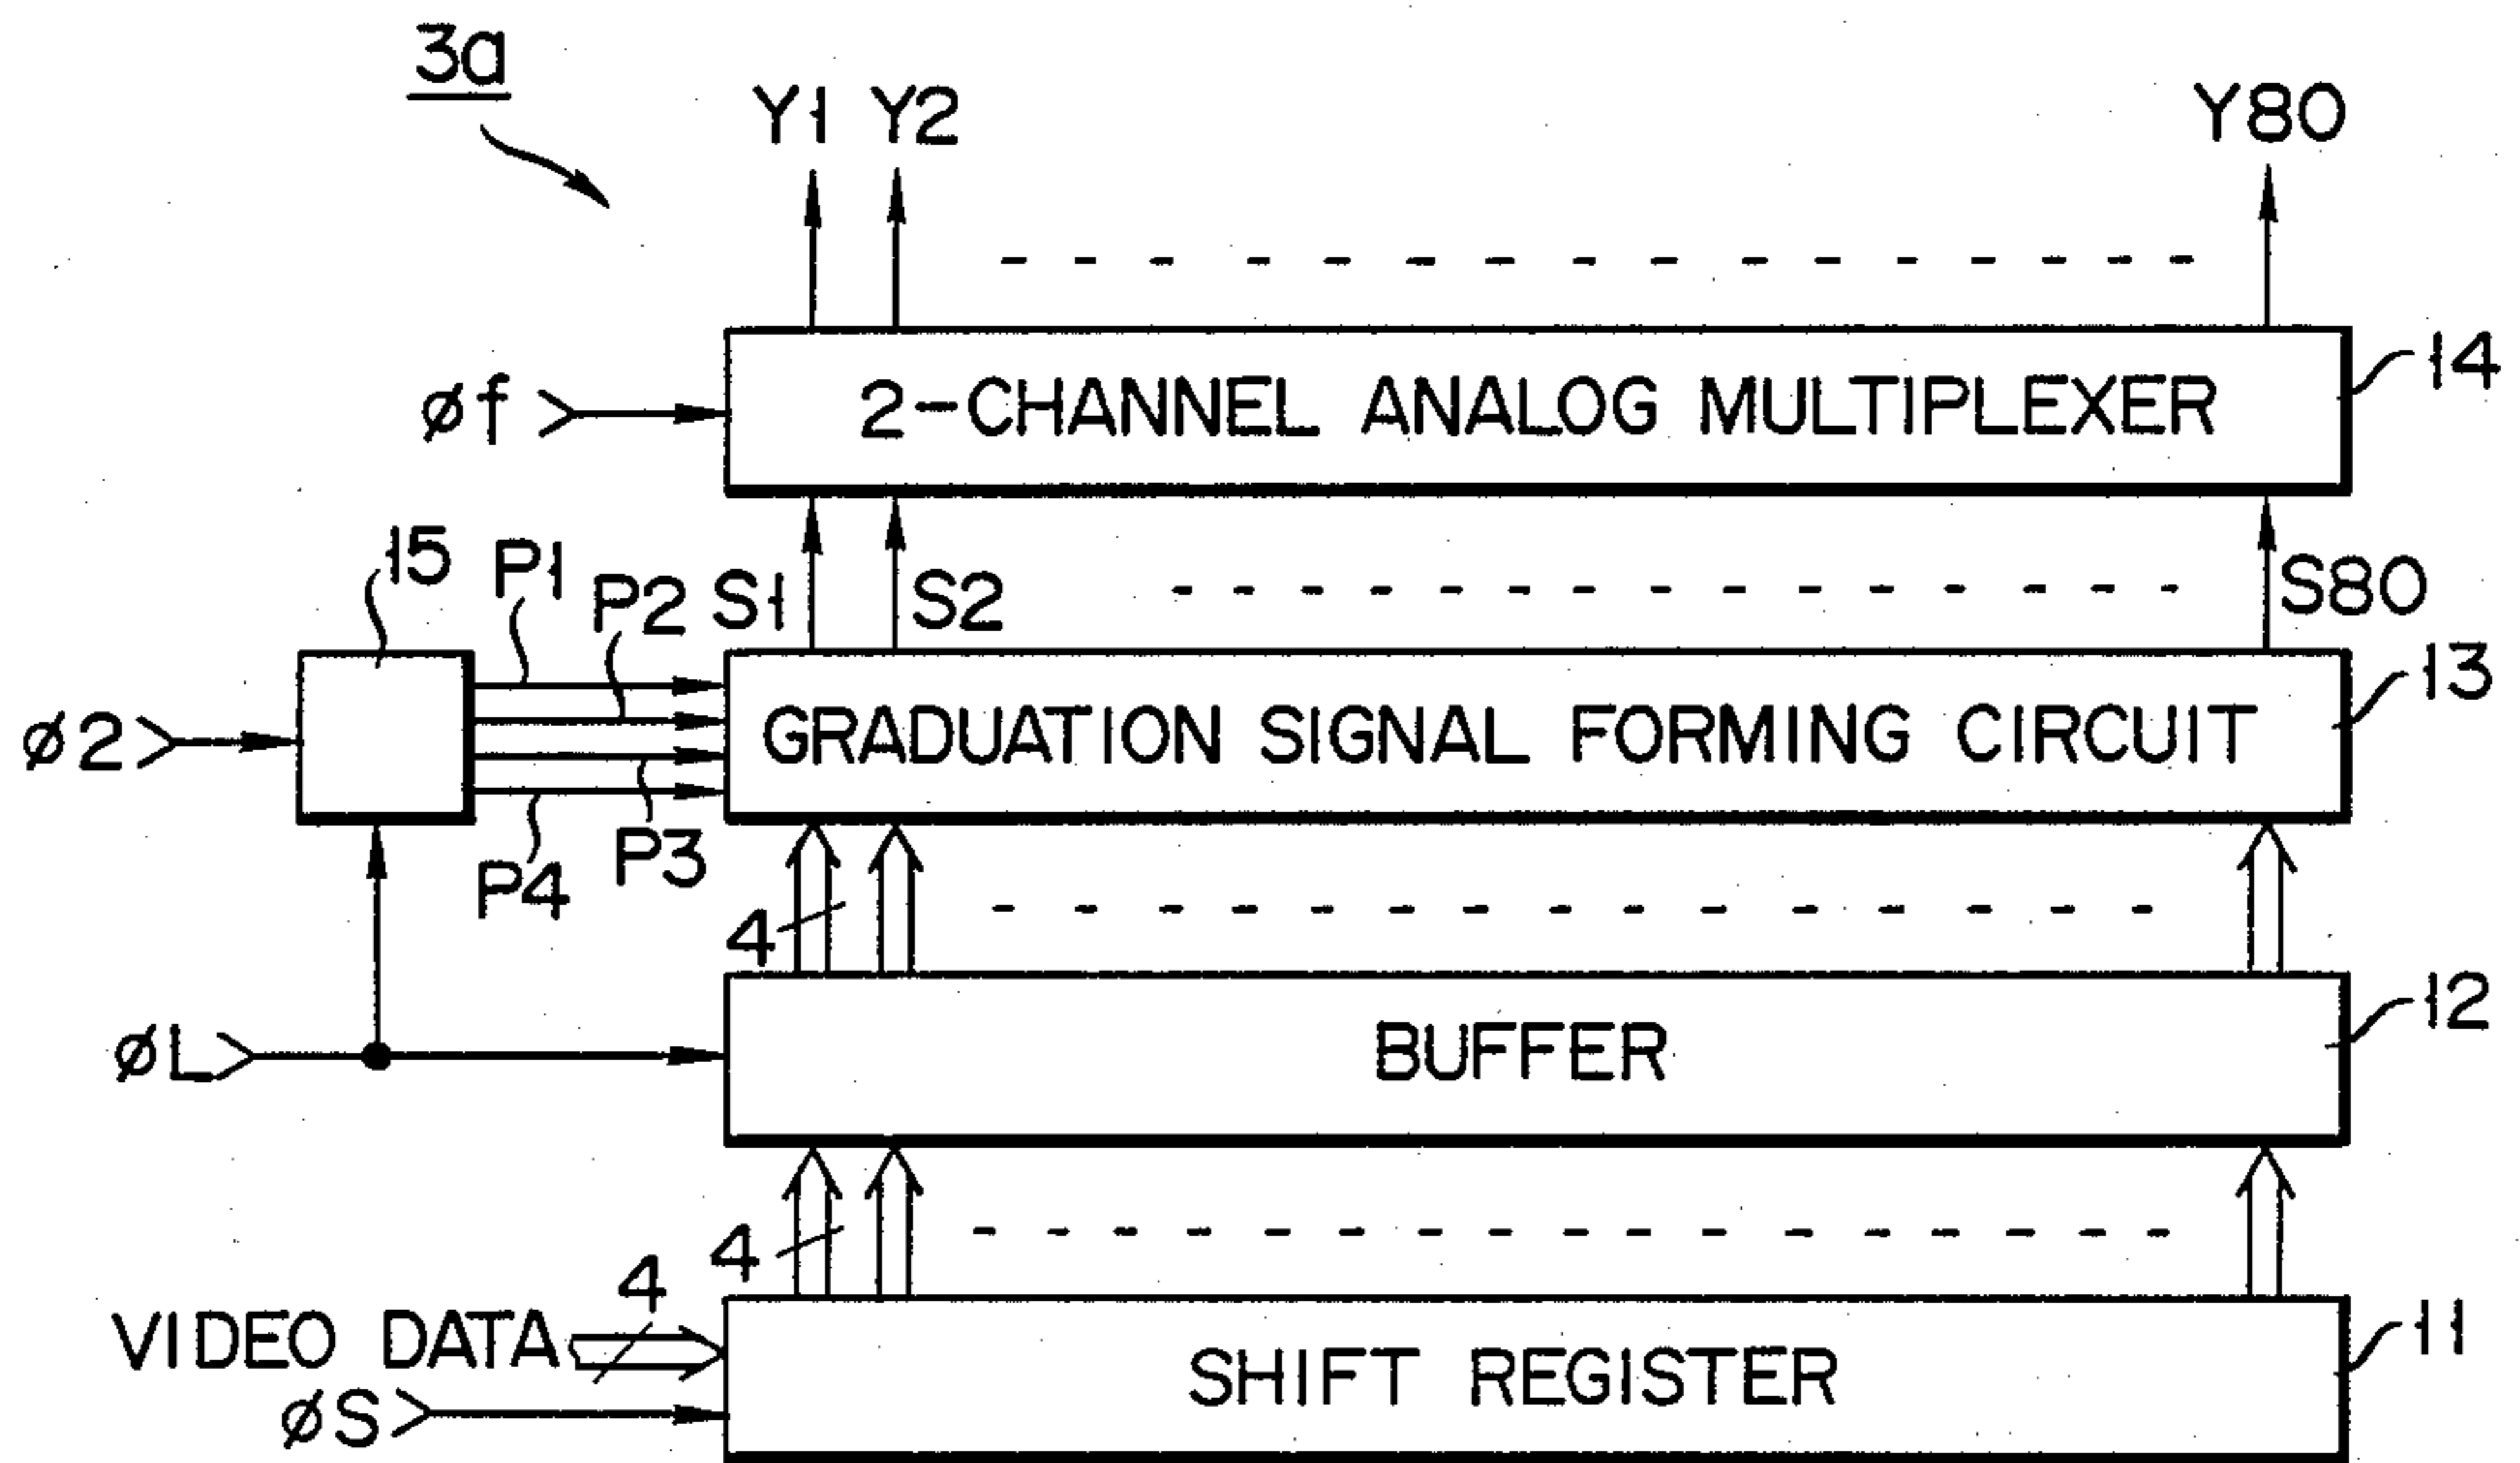 3a
Y1 Y2 Y80
øf 2-CHANNEL ANALOG MULTIPLEXER 14
15 P1 P2 S1 S2 S80
ø2 GRADUATION SIGNAL FORMING CIRCUIT 13
P4 P3
4
øL BUFFER 12
4
VIDEO DATA 4 SHIFT REGISTER 11
øS